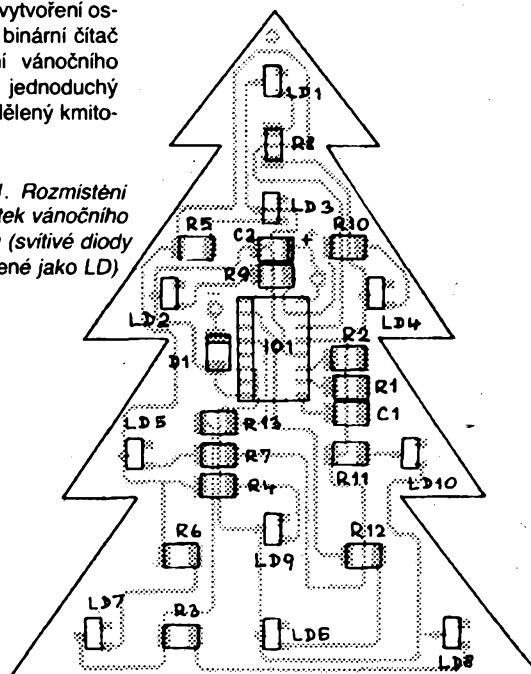 vytvoření os-
binární čítač
ní vánočního
jednoduchý
dělený kmito-
1. Rozmístění
tek vánočního
(svítivé diody
ené jako LD)
LD1
R8
LD3
R5
C2
+
R10
R9
LD2
LD4
D1
IO1
R2
R1
C1
LD5
R13
R7
R11
LD10
R4
R6
LD9
R12
LD7
R3
LD6
LD8